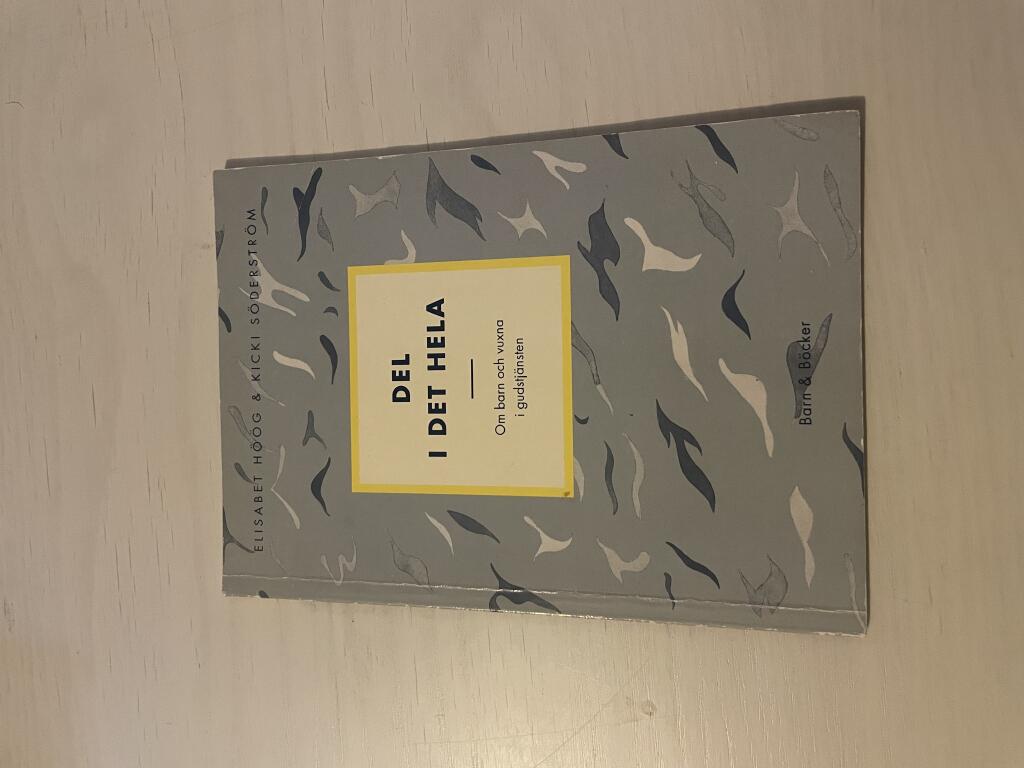 ELISABET HÖÖG & KICKI SÖDERSTRÖM
DEL
I DET HELA
Om barn och vuxna
i gudstjänsten
Barn & Böcker